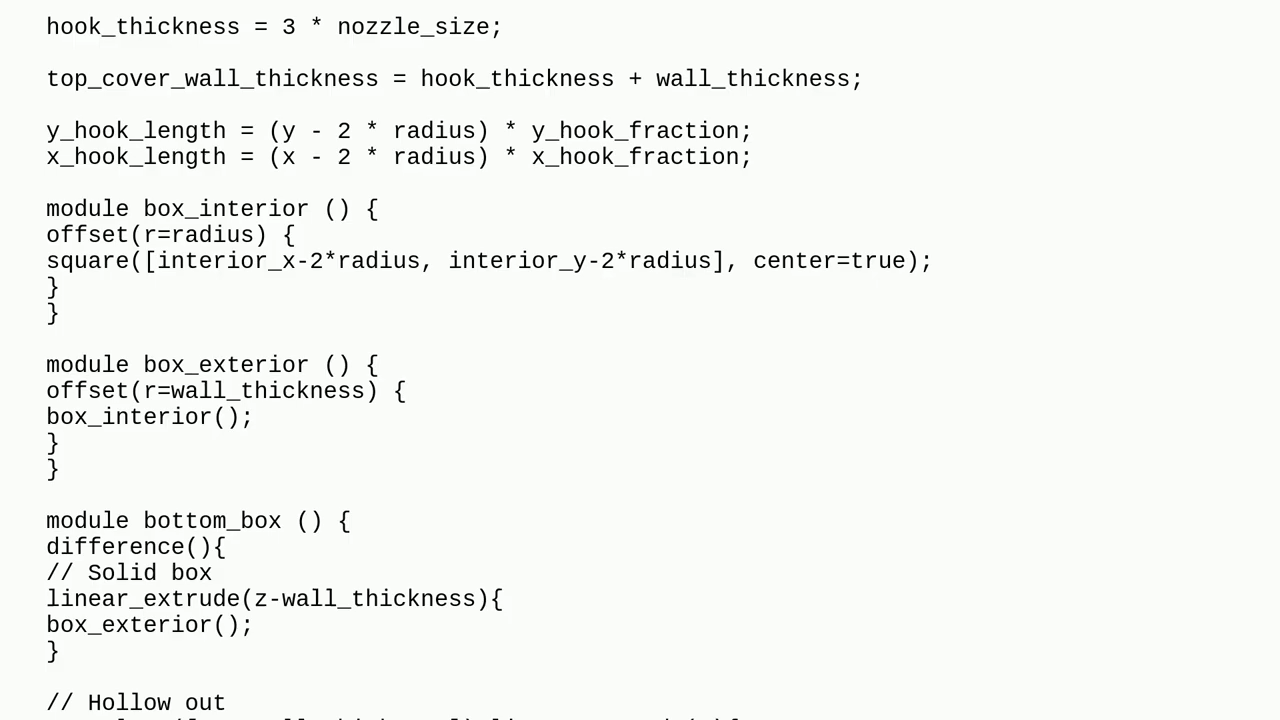 hook_thickness = 3 * nozzle_size;
top_cover_wall_thickness = hook_thickness + wall_thickness;
y_hook_length = (y - 2 * radius) * y_hook_fraction;
x_hook_length = (x - 2 * radius) * x_hook_fraction;
module box_interior () {
offset(r=radius) {
square([interior_x-2*radius, interior_y-2*radius], center=true);
}
}
module box_exterior () {
offset(r=wall_thickness) {
box_interior();
}
}
module bottom_box () {
difference(){
// Solid box
linear_extrude(z-wall_thickness){
box_exterior();
}
// Hollow out